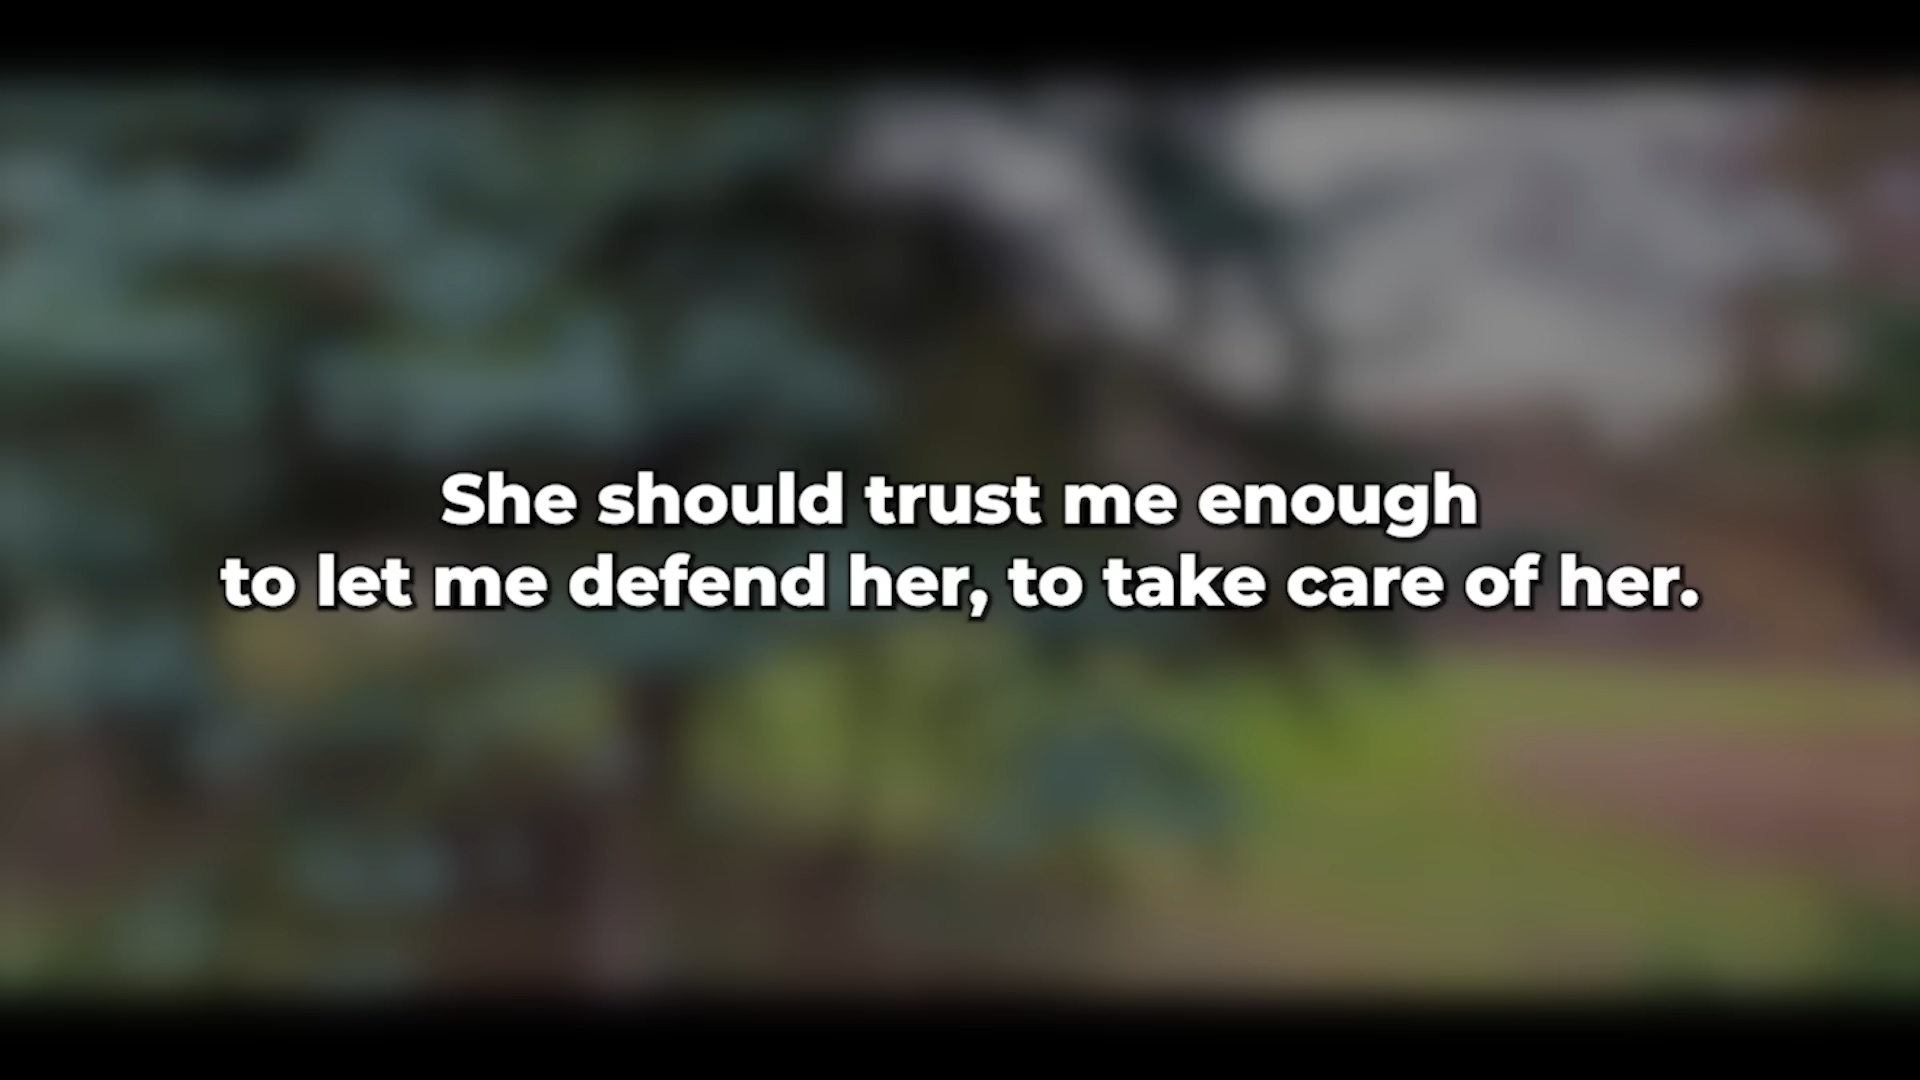 She should trust me enough
to let me defend her, to take care of her.